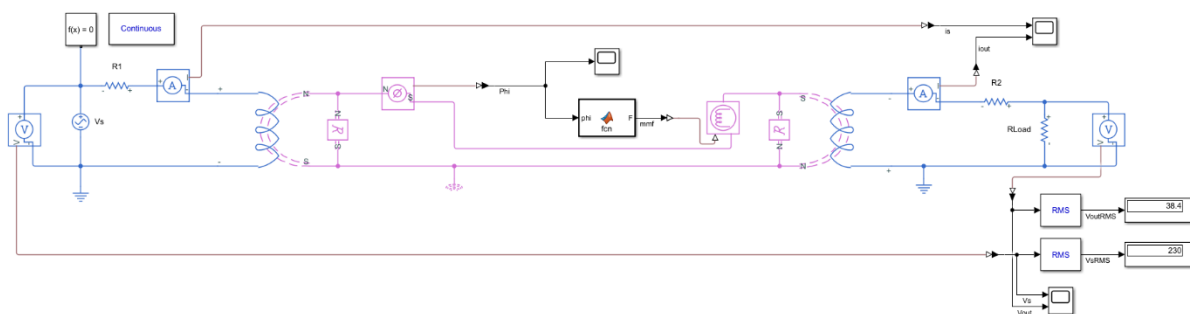 f(x) = 0
Continuous
is
iout
R1
A
I
R2
Phi
N
Φ
S
V
Vs
phi
fcn
F
mmf
RLoad
V
A
I
N
S
R
N
S
S
N
R
S
N
RMS
VoutRMS
38.4
RMS
VsRMS
230
Vs
Vout